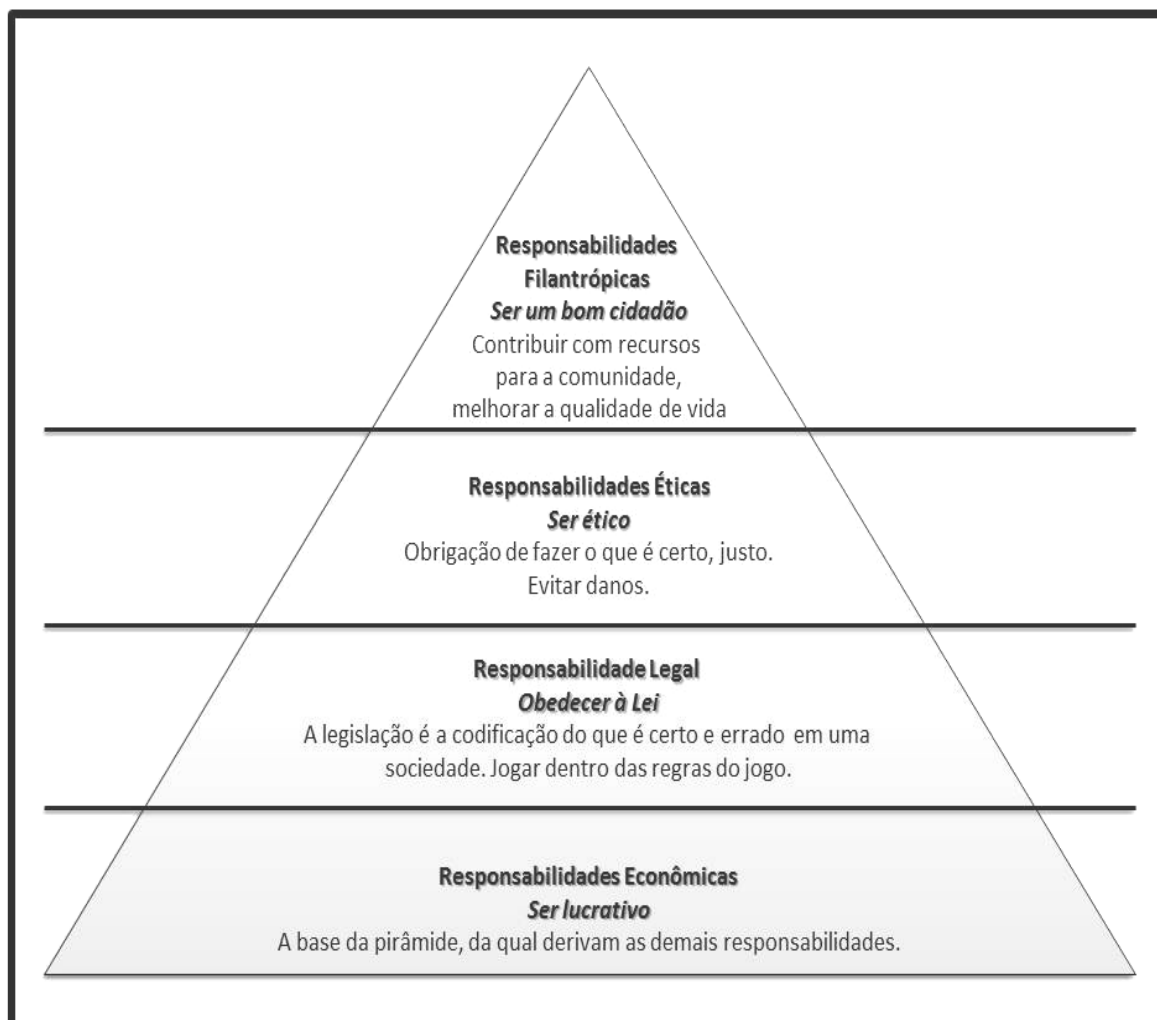 Responsabilidades
Filantrópicas
Ser um bom cidadão
Contribuir com recursos
para a comunidade,
melhorar a qualidade de vida
Responsabilidades Éticas
Ser ético
Obrigação de fazer o que é certo, justo.
Evitar danos.
Responsabilidade Legal
Obedecer à Lei
A legislação é a codificação do que é certo e errado em uma
sociedade. Jogar dentro das regras do jogo.
Responsabilidades Econômicas
Ser lucrativo
A base da pirâmide, da qual derivam as demais responsabilidades.